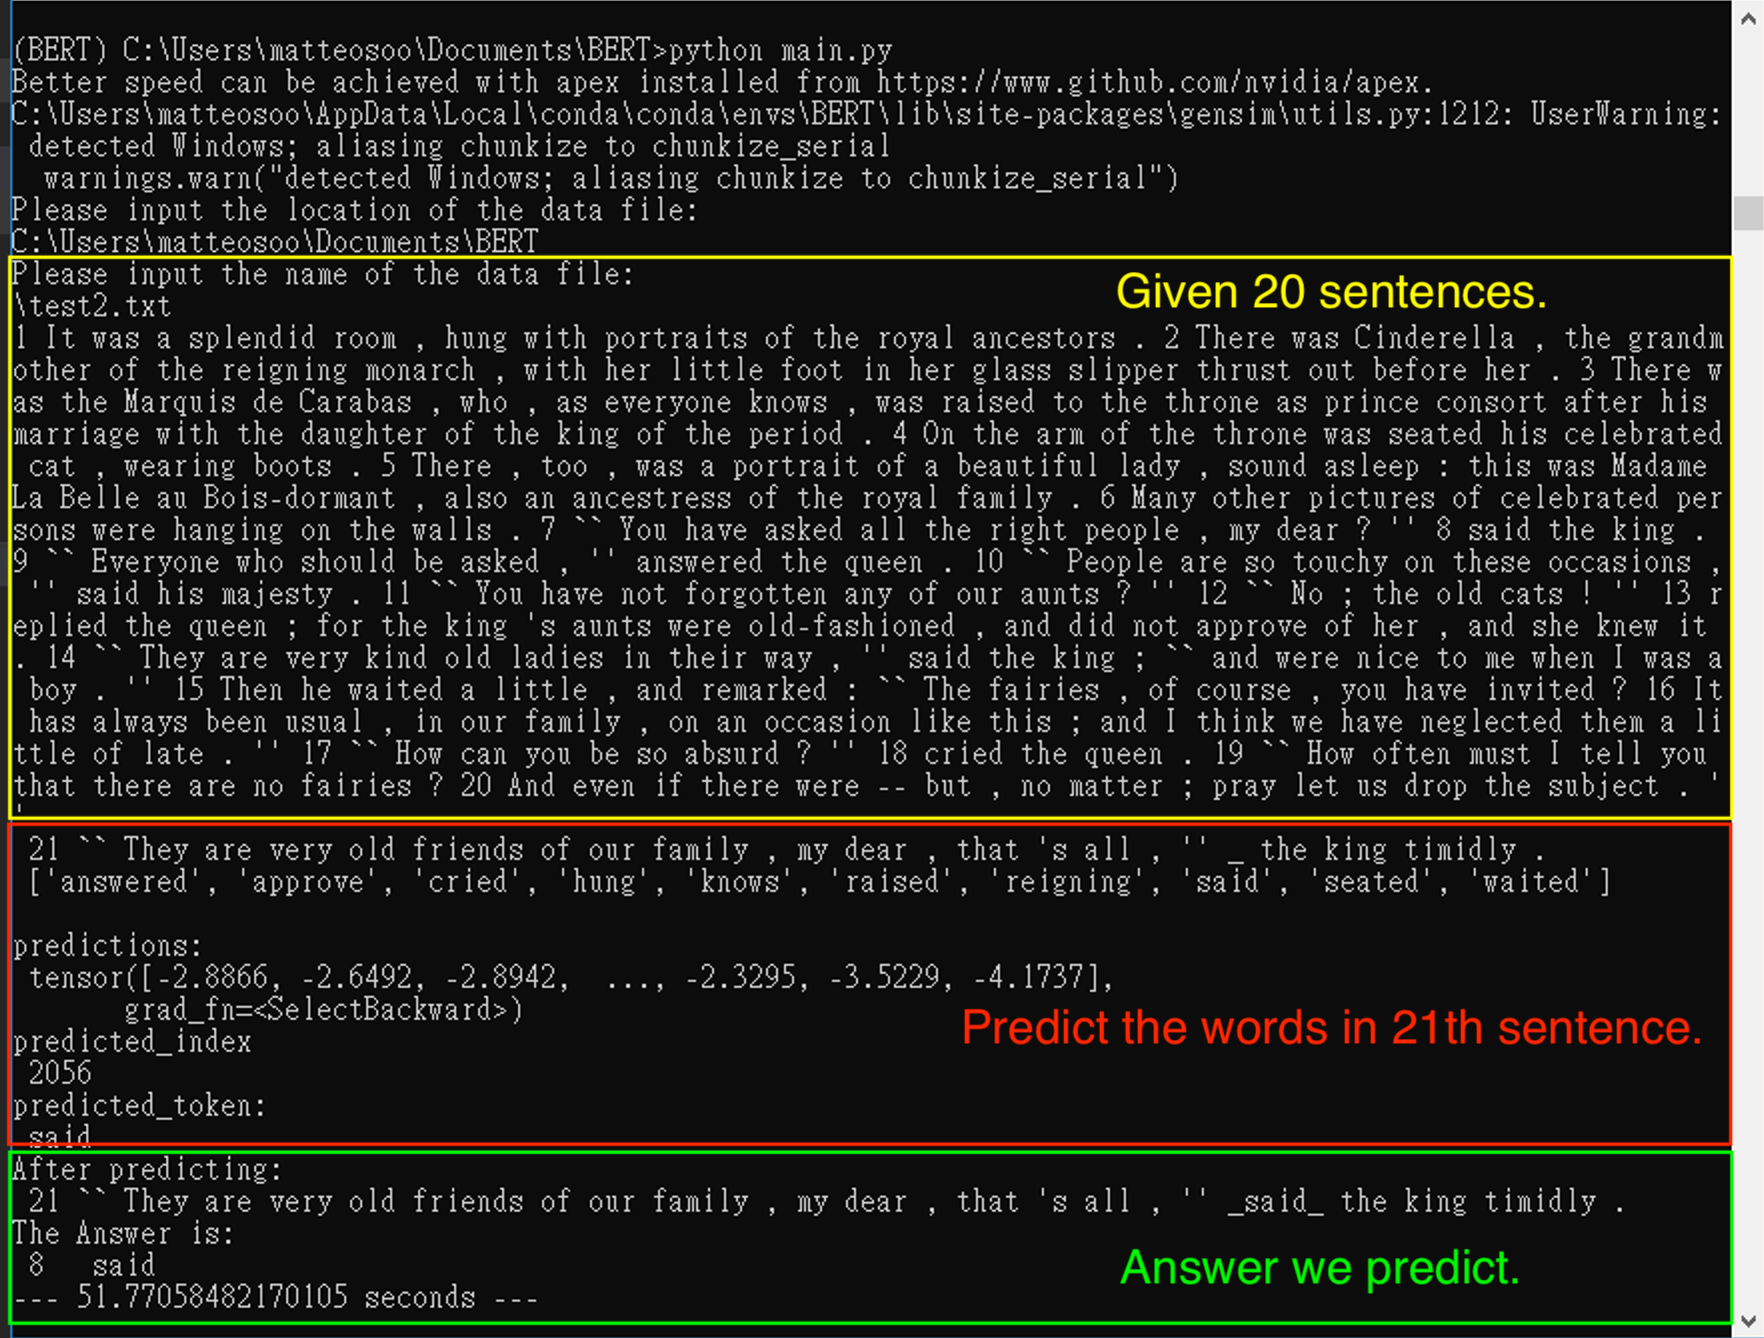 (BERT) C:\Users\matteosoo\Documents\BERT>python main.py
Better speed can be achieved with apex installed from https://www.github.com/nvidia/apex.
C:\Users\matteosoo\AppData\Local\conda\conda\envs\BERT\lib\site-packages\gensim\utils.py:1212: UserWarning:
detected Windows; aliasing chunkize to chunkize_serial
warnings.warn("detected Windows; aliasing chunkize to chunkize_serial")
Please input the location of the data file:
C:\Users\matteosoo\Documents\BERT
Please input the name of the data file:
Given 20 sentences.
\test2.txt
1 It was a splendid room , hung with portraits of the royal ancestors . 2 There was Cinderella , the grandm
other of the reigning monarch , with her little foot in her glass slipper thrust out before her . 3 There w
as the Marquis de Carabas , who , as everyone knows , was raised to the throne as prince consort after his
marriage with the daughter of the king of the period . 4 On the arm of the throne was seated his celebrated
cat , wearing boots . 5 There , too , was a portrait of a beautiful lady , sound asleep : this was Madame
La Belle au Bois-dormant , also an ancestress of the royal family . 6 Many other pictures of celebrated per
sons were hanging on the walls . 7 `` You have asked all the right people , my dear ? '' 8 said the king .
9 `` Everyone who should be asked , '' answered the queen . 10 `` People are so touchy on these occasions ,
'' said his majesty . 11 `` You have not forgotten any of our aunts ? '' 12 `` No ; the old cats ! '' 13 r
eplied the queen ; for the king 's aunts were old-fashioned , and did not approve of her , and she knew it
. 14 `` They are very kind old ladies in their way , '' said the king ; `` and were nice to me when I was a
boy . '' 15 Then he waited a little , and remarked : `` The fairies , of course , you have invited ? 16 It
has always been usual , in our family , on an occasion like this ; and I think we have neglected them a li
ttle of late . '' 17 `` How can you be so absurd ? '' 18 cried the queen . 19 `` How often must I tell you
that there are no fairies ? 20 And even if there were -- but , no matter ; pray let us drop the subject . '
'
21 `` They are very old friends of our family , my dear , that 's all , '' _ the king timidly .
['answered', 'approve', 'cried', 'hung', 'knows', 'raised', 'reigning', 'said', 'seated', 'waited']
predictions:
tensor([-2.8866, -2.6492, -2.8942, ..., -2.3295, -3.5229, -4.1737],
grad_fn=<SelectBackward>)
Predict the words in 21th sentence.
predicted_index
2056
predicted_token:
said
After predicting:
21 `` They are very old friends of our family , my dear , that 's all , '' _said_ the king timidly .
The Answer is:
8 said
Answer we predict.
--- 51.77058482170105 seconds ---